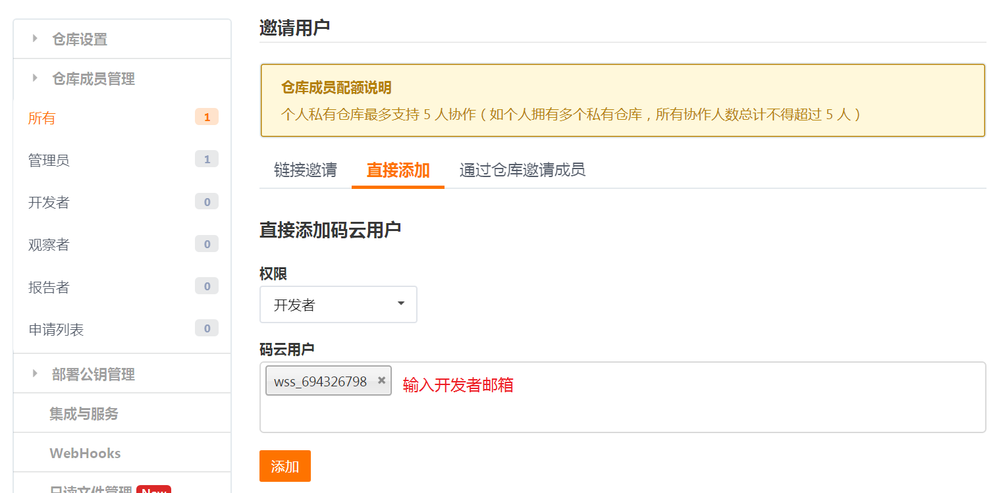 仓库设置
仓库成员管理
所有 1
管理员 1
开发者 0
观察者 0
报告者 0
申请列表 0
部署公钥管理
集成与服务
WebHooks
只读文件管理 New
邀请用户
仓库成员配额说明
个人私有仓库最多支持 5 人协作（如个人拥有多个私有仓库，所有协作人数总计不得超过 5 人）
链接邀请 直接添加 通过仓库邀请成员
直接添加码云用户
权限
开发者
码云用户
wss_694326798 × 输入开发者邮箱
添加